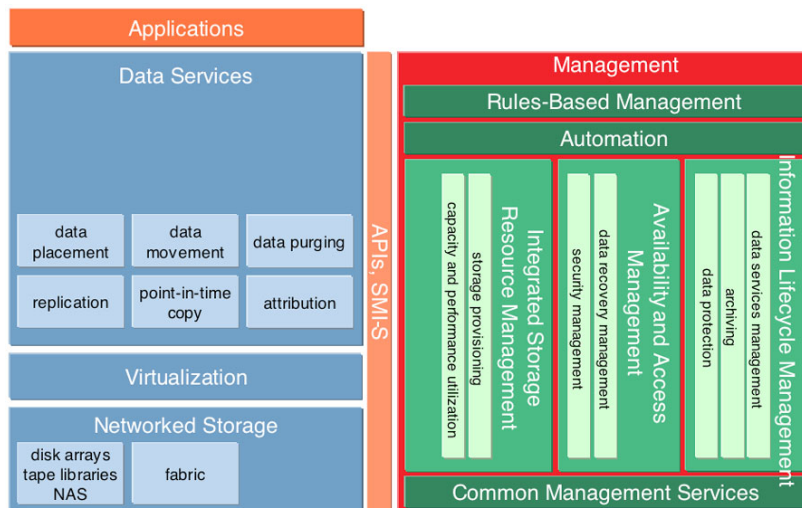 Applications
Data Services
data
placement
data
movement
data purging
replication
point-in-time
copy
attribution
Virtualization
Networked Storage
disk arrays
tape libraries
NAS
fabric
APIs, SMI-S
Management
Rules-Based Management
Automation
Integrated Storage
Resource Management
storage provisioning
capacity and performance utilization
Availability and Access
Management
data recovery management
security management
Information Lifecycle Management
data services management
archiving
data protection
Common Management Services